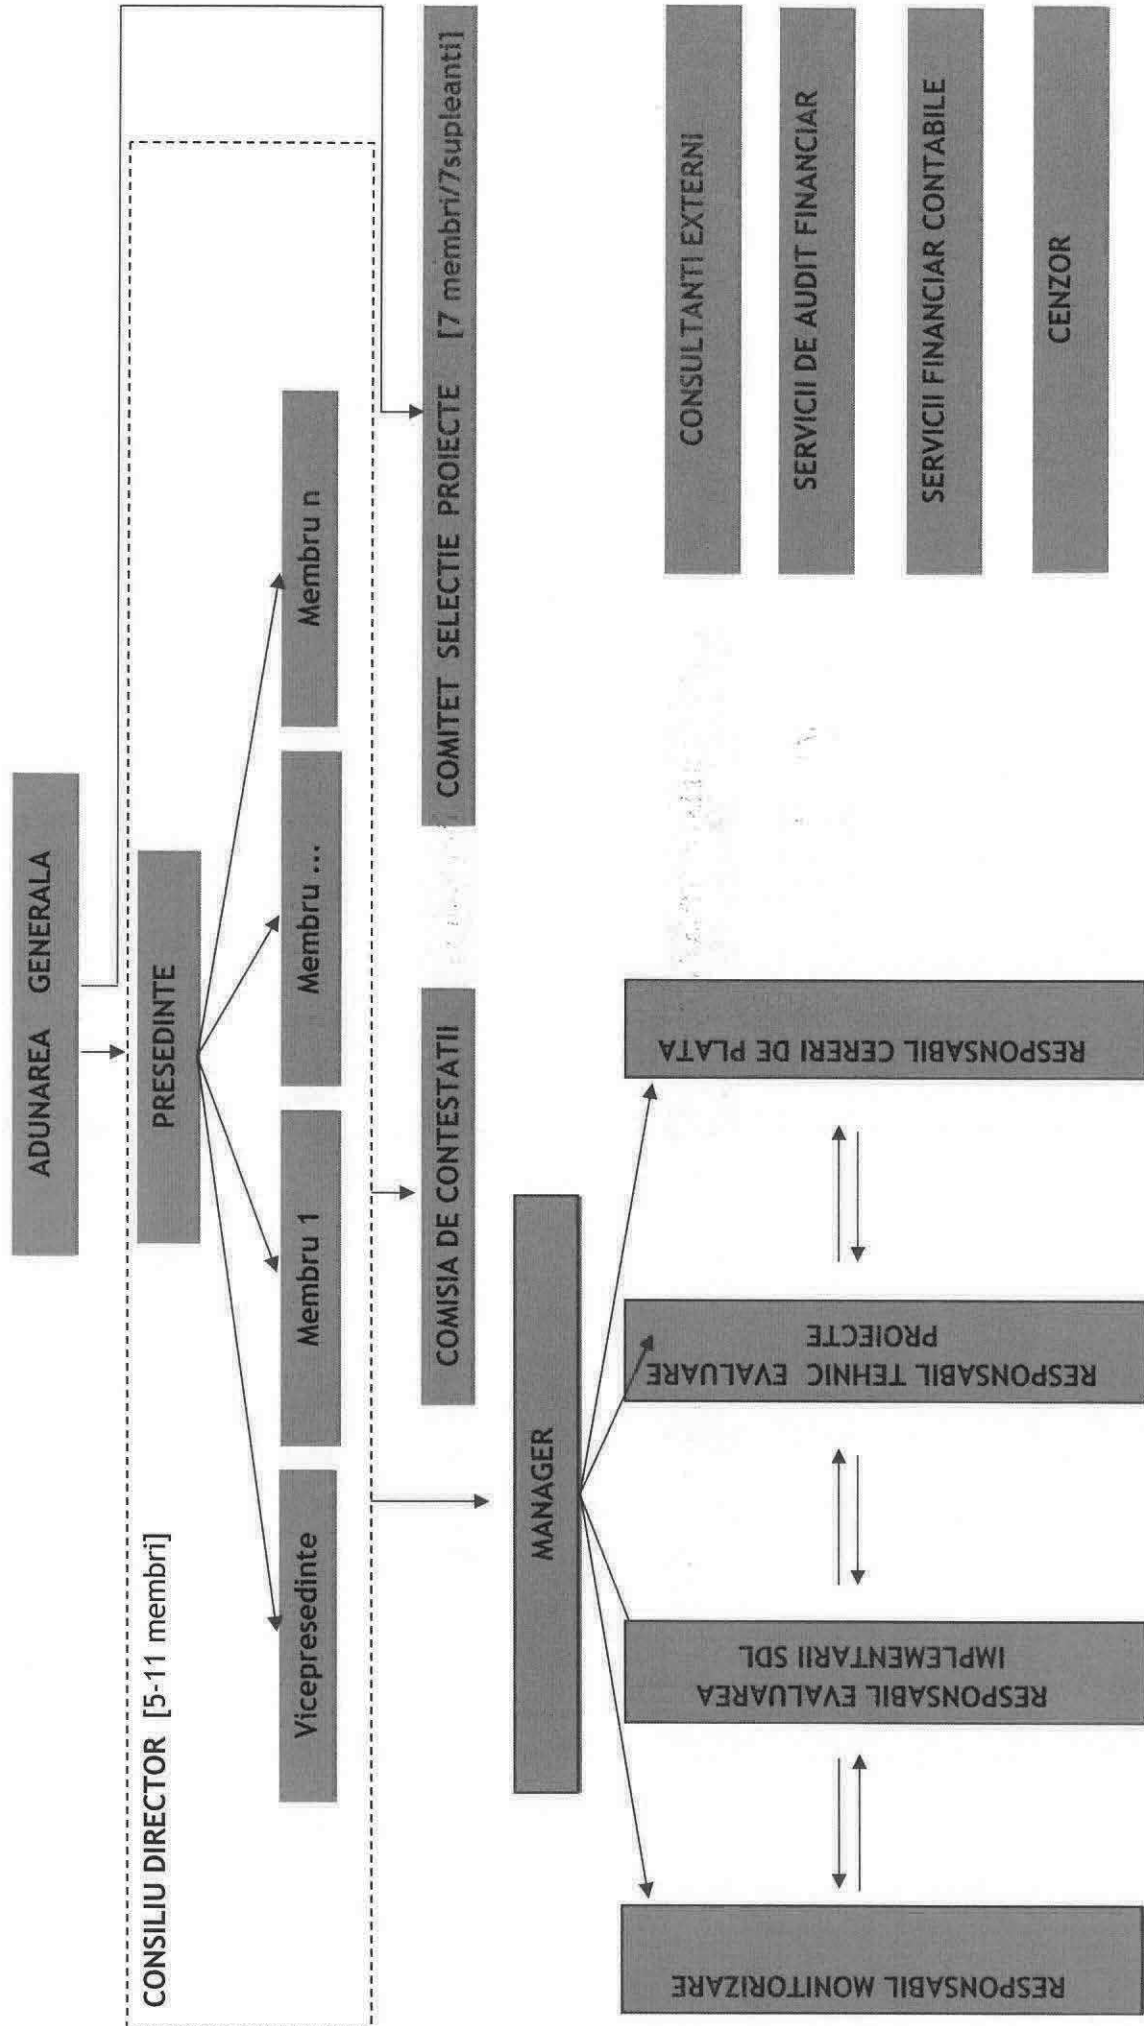 ADUNAREA GENERALA
CONSILIU DIRECTOR [5-11 membri]
PRESEDINTE
Vicepresedinte
Membru 1
Membru ...
Membru n
COMISIA DE CONTESTATII
COMITET SELECTIE PROIECTE [7 membri/7supleanti]
MANAGER
RESPONSABIL MONITORIZARE
RESPONSABIL EVALUAREA
IMPLEMENTARII SDL
RESPONSABIL TEHNIC EVALUARE
PROIECTE
RESPONSABIL CERERI DE PLATA
CONSULTANTI EXTERNI
SERVICII DE AUDIT FINANCIAR
SERVICII FINANCIAR CONTABILE
CENZOR